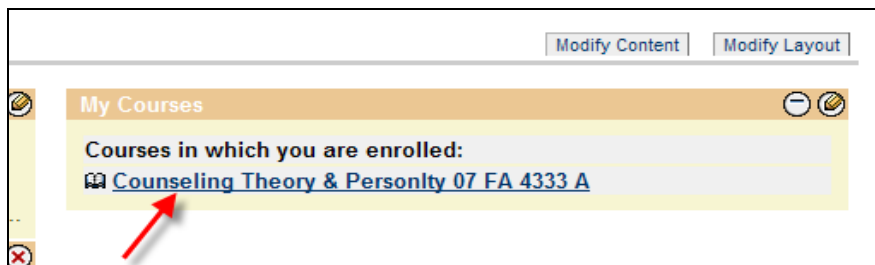 Modify Content Modify Layout
My Courses
Courses in which you are enrolled:
Counseling Theory & Personlty 07 FA 4333 A
--